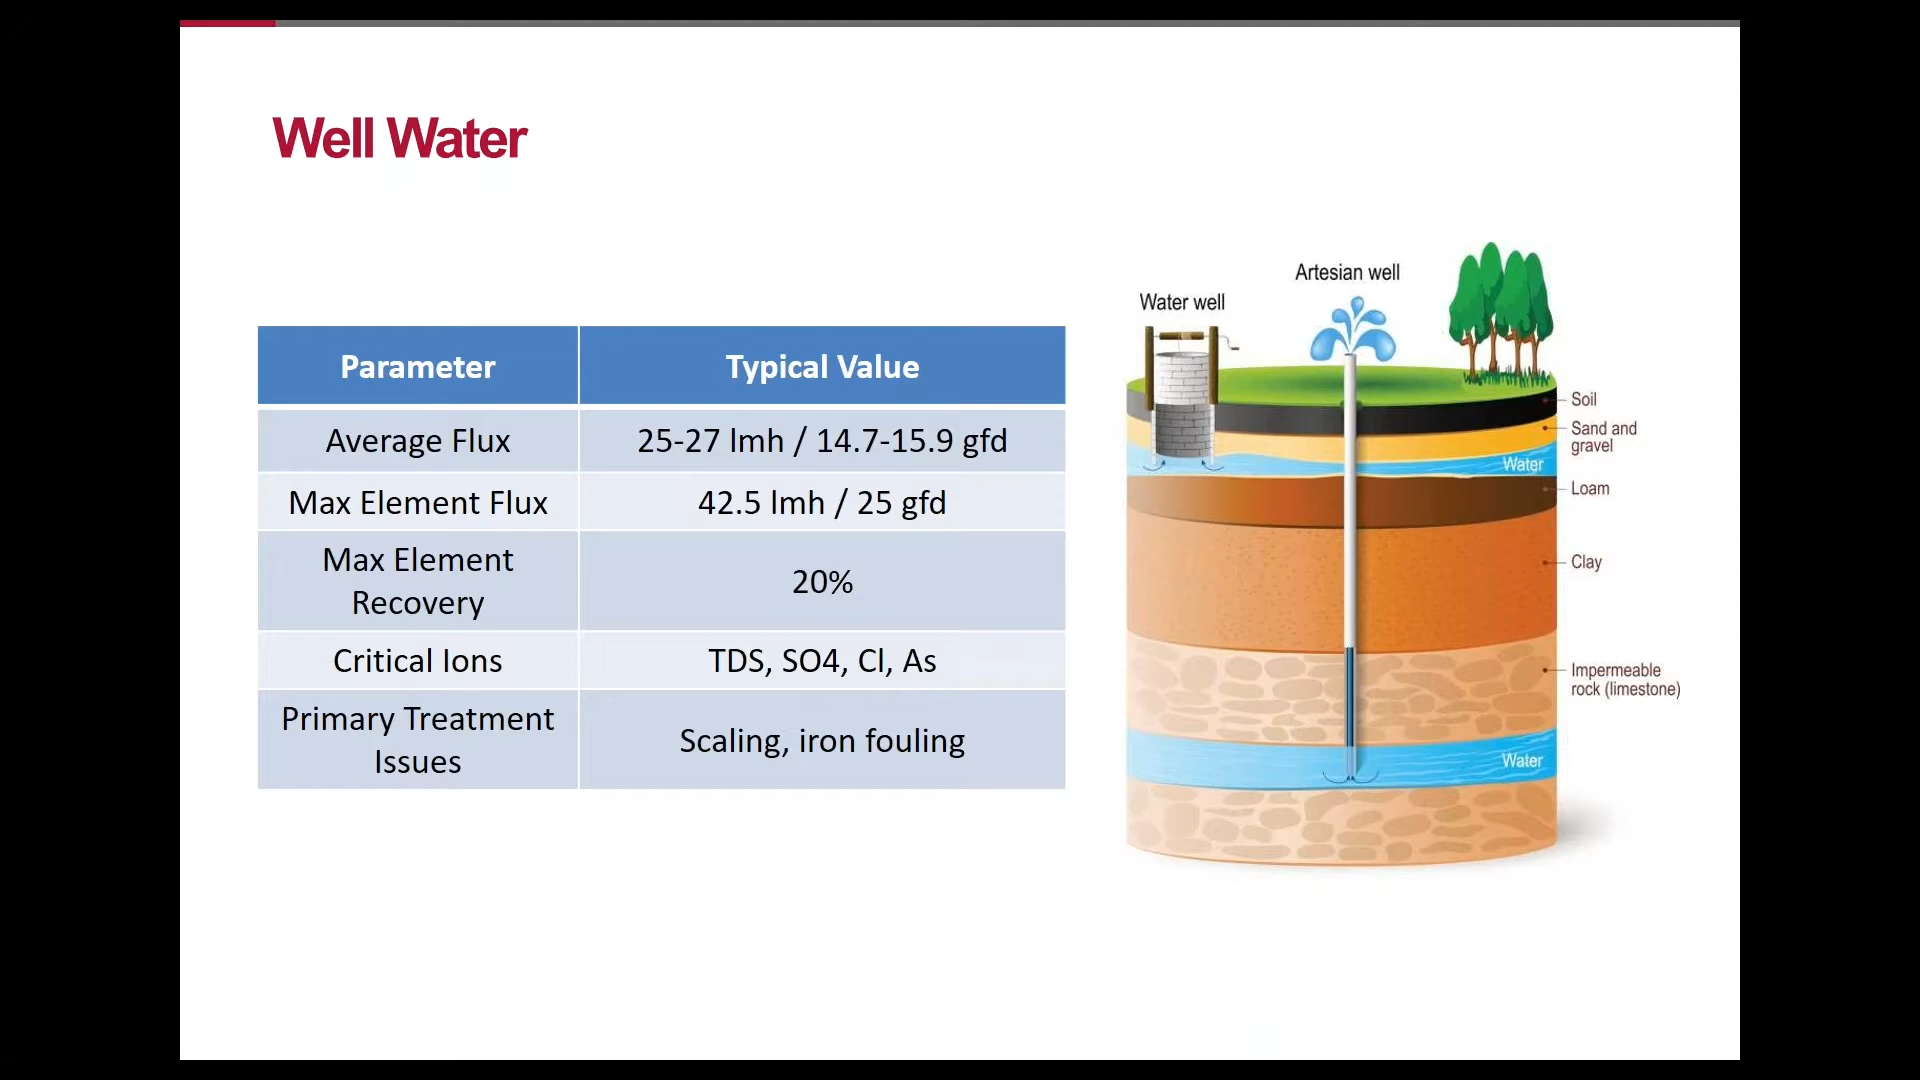 Well Water
Parameter
Typical Value
Average Flux
25-27 lmh / 14.7-15.9 gfd
Max Element Flux
42.5 lmh / 25 gfd
Max Element
Recovery
20%
Critical Ions
TDS, SO4, Cl, As
Primary Treatment
Issues
Scaling, iron fouling
Artesian well
Water well
Soil
Sand and
gravel
Water
Loam
Clay
Impermeable
rock (limestone)
Water